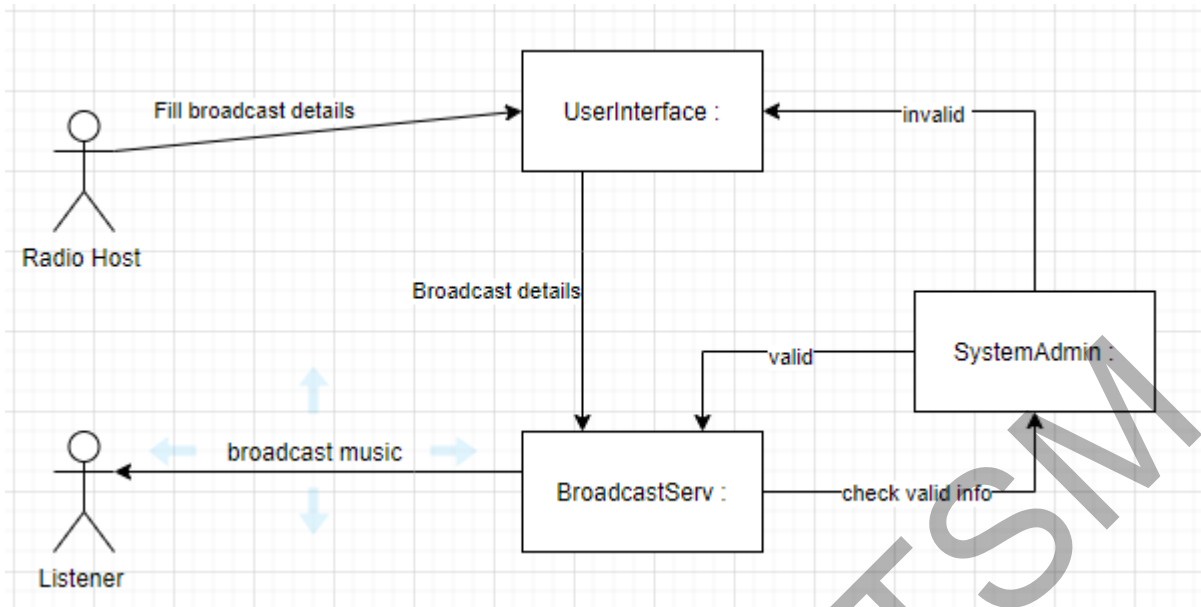 Fill broadcast details
UserInterface :
invalid
Radio Host
Broadcast details
valid
SystemAdmin :
broadcast music
BroadcastServ :
check valid info
Listener
TSM